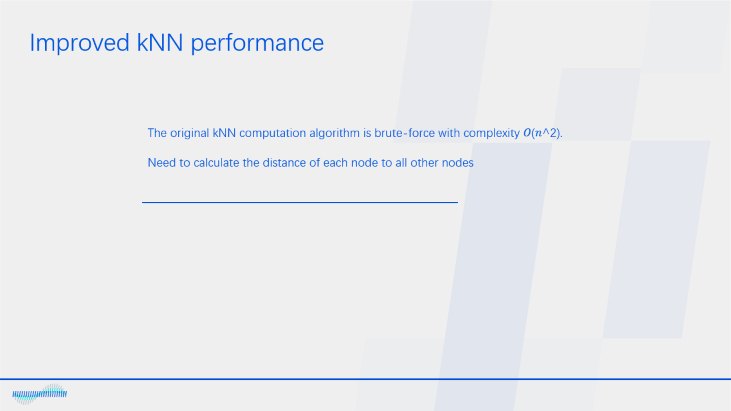 Improved kNN performance
The original kNN computation algorithm is brute-force with complexity O(n^2).
Need to calculate the distance of each node to all other nodes